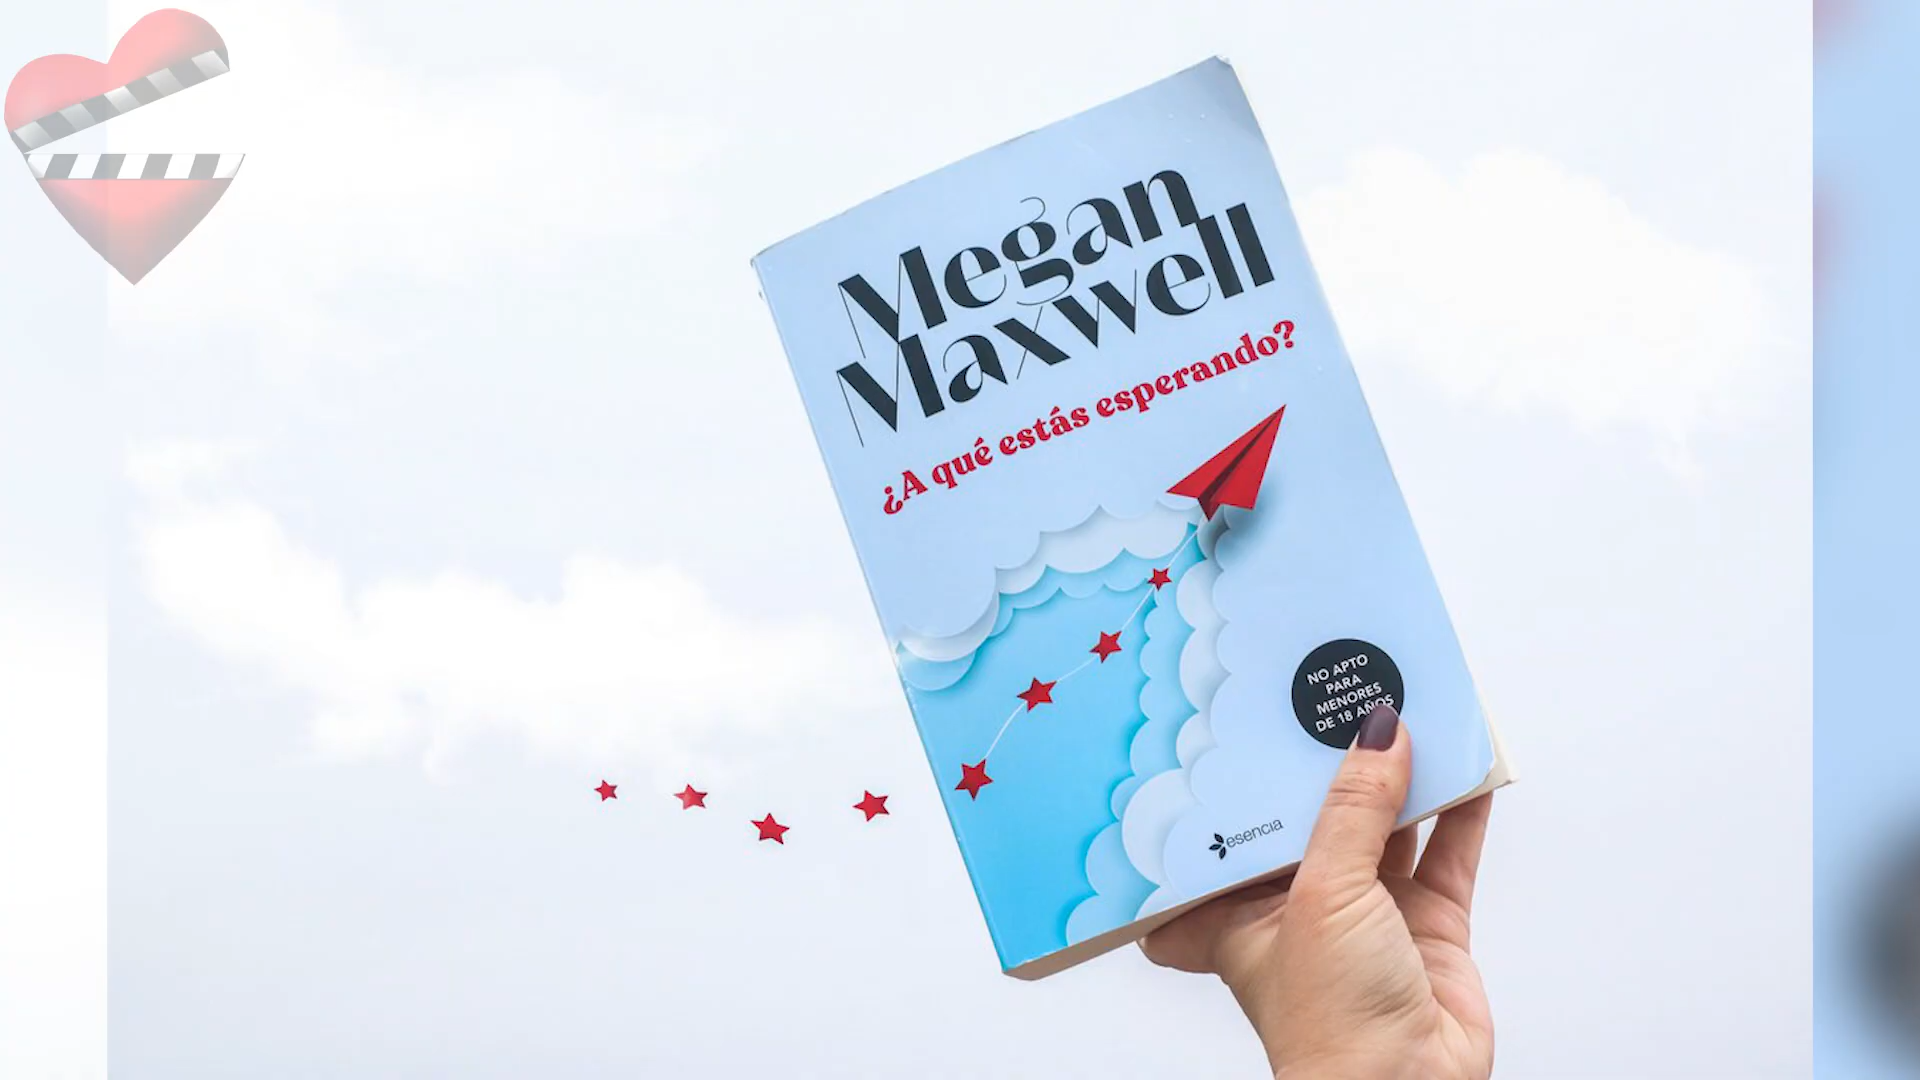 Megan
Maxwell
¿A qué estás esperando?
NO APTO
PARA
MENORES
DE 18 AÑOS
esencia